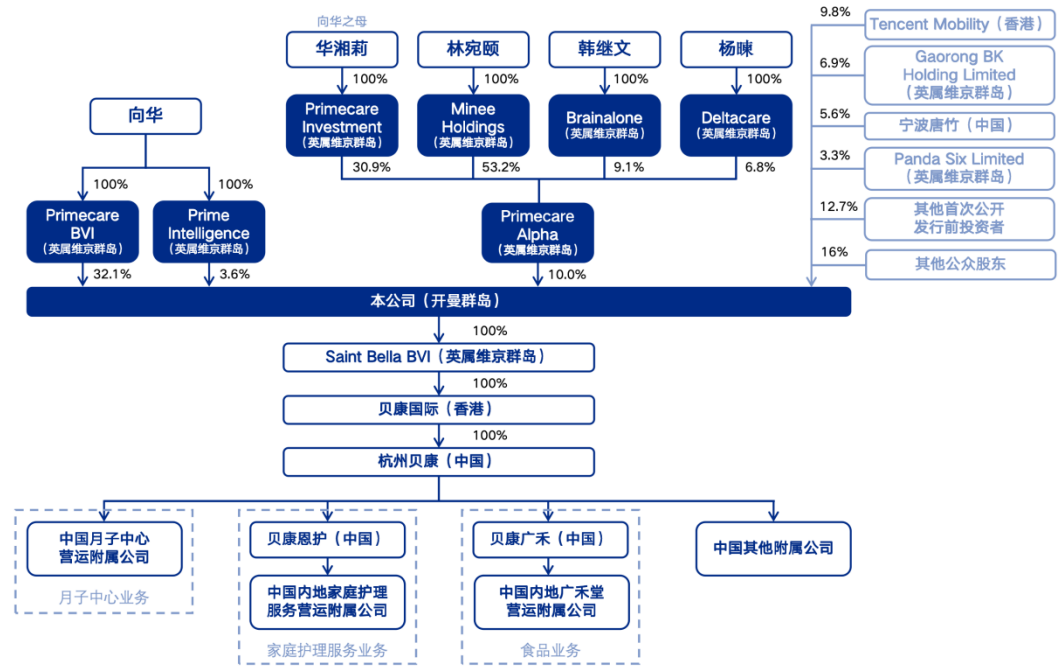 向华之母
华湘莉
林宛颐
韩继文
杨暕
100%
100%
100%
100%
Primecare
Investment
(英属维京群岛)
Minee
Holdings
(英属维京群岛)
Brainalone
(英属维京群岛)
Deltacare
(英属维京群岛)
30.9%
53.2%
9.1%
6.8%
向华
100%
100%
Primecare
BVI
(英属维京群岛)
Prime
Intelligence
(英属维京群岛)
Primecare
Alpha
(英属维京群岛)
32.1%
3.6%
10.0%
9.8%
Tencent Mobility(香港)
6.9%
Gaorong BK
Holding Limited
(英属维京群岛)
5.6%
宁波唐竹(中国)
3.3%
Panda Six Limited
(英属维京群岛)
12.7%
其他首次公开
发行前投资者
16%
其他公众股东
本公司(开曼群岛)
100%
Saint Bella BVI(英属维京群岛)
100%
贝康国际(香港)
100%
杭州贝康(中国)
中国月子中心
营运附属公司
月子中心业务
贝康恩护(中国)
中国内地家庭护理
服务营运附属公司
家庭护理服务业务
贝康广禾(中国)
中国内地广禾堂
营运附属公司
食品业务
中国其他附属公司